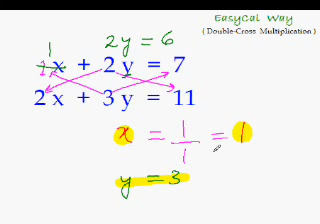 EasyCal Way
(Double-Cross Multiplication)
2y = 6
1
1x + 2y = 7
2x + 3y = 11
x = 1/1 = 1
y = 3